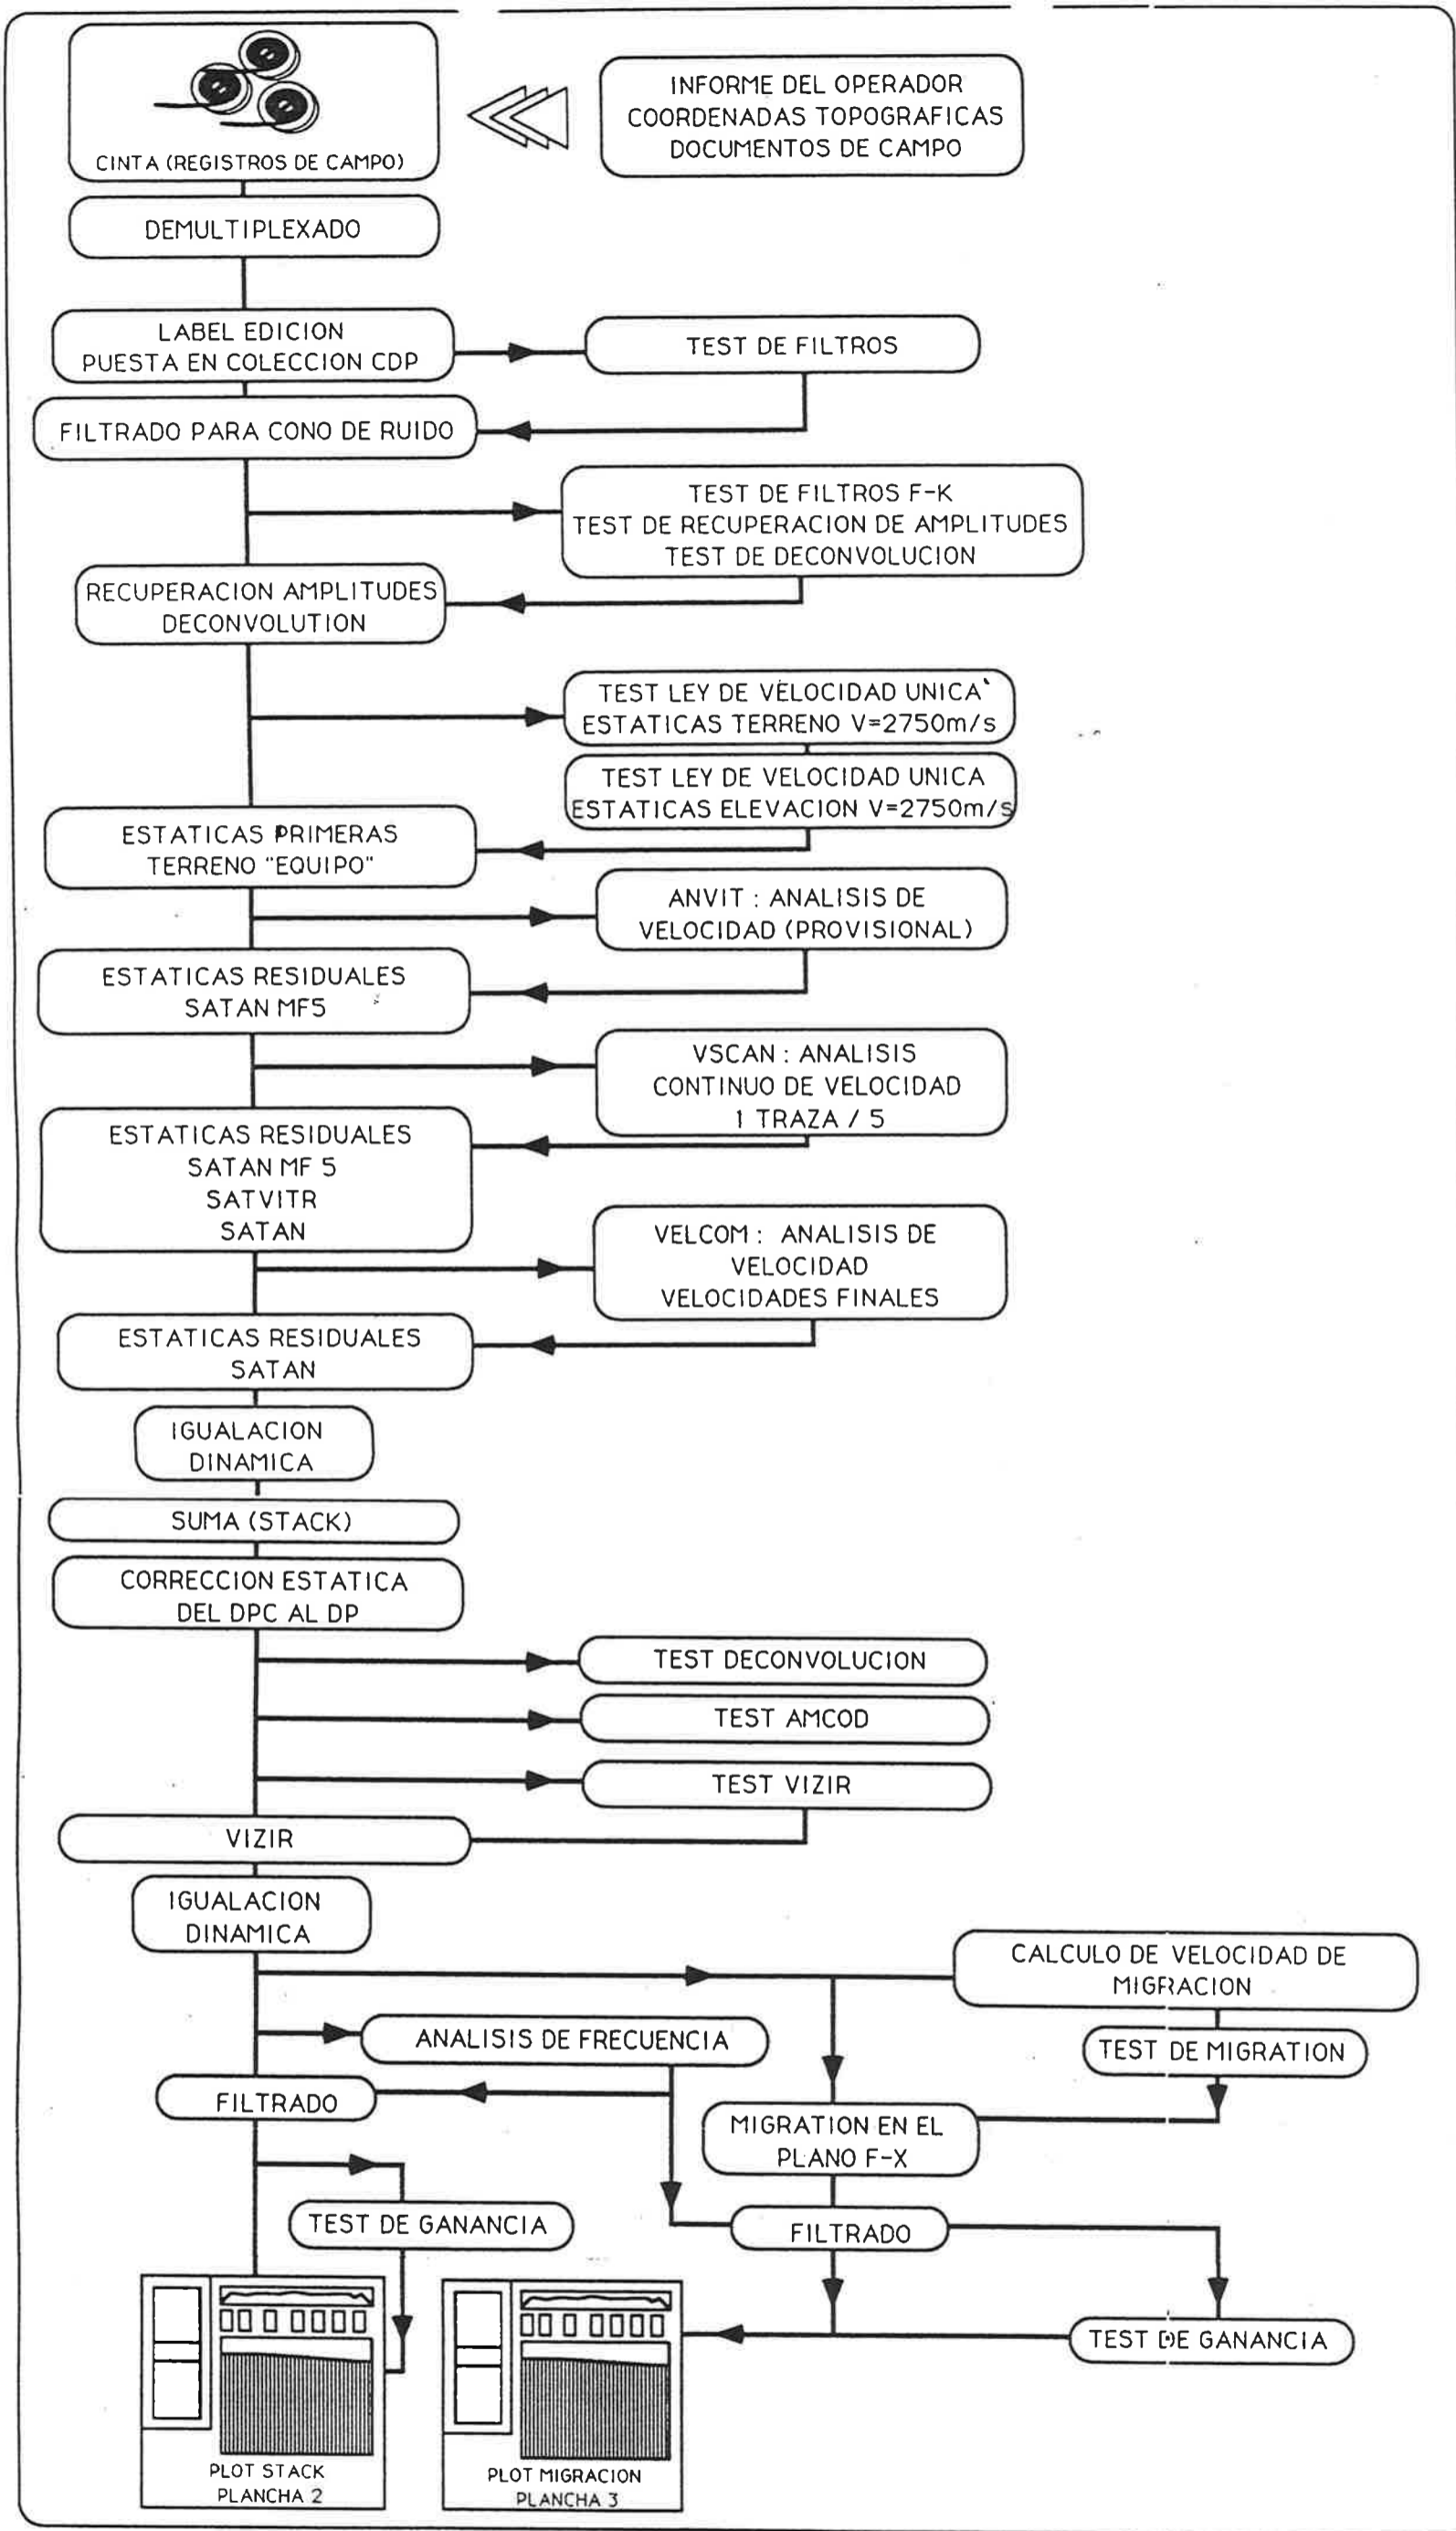 CINTA (REGISTROS DE CAMPO)
INFORME DEL OPERADOR
COORDENADAS TOPOGRAFICAS
DOCUMENTOS DE CAMPO
DEMULTIPLEXADO
LABEL EDICION
PUESTA EN COLECCION CDP
TEST DE FILTROS
FILTRADO PARA CONO DE RUIDO
TEST DE FILTROS F-K
TEST DE RECUPERACION DE AMPLITUDES
TEST DE DECONVOLUCION
RECUPERACION AMPLITUDES
DECONVOLUTION
TEST LEY DE VELOCIDAD UNICA
ESTATICAS TERRENO V=2750m/s
TEST LEY DE VELOCIDAD UNICA
ESTATICAS ELEVACION V=2750m/s
ESTATICAS PRIMERAS
TERRENO "EQUIPO"
ANVIT : ANALISIS DE
VELOCIDAD (PROVISIONAL)
ESTATICAS RESIDUALES
SATAN MF5
VSCAN : ANALISIS
CONTINUO DE VELOCIDAD
1 TRAZA / 5
ESTATICAS RESIDUALES
SATAN MF 5
SATVITR
SATAN
VELCOM : ANALISIS DE
VELOCIDAD
VELOCIDADES FINALES
ESTATICAS RESIDUALES
SATAN
IGUALACION
DINAMICA
SUMA (STACK)
CORRECCION ESTATICA
DEL DPC AL DP
TEST DECONVOLUCION
TEST AMCOD
TEST VIZIR
VIZIR
IGUALACION
DINAMICA
CALCULO DE VELOCIDAD DE
MIGRACION
ANALISIS DE FRECUENCIA
TEST DE MIGRATION
FILTRADO
MIGRATION EN EL
PLANO F-X
TEST DE GANANCIA
FILTRADO
TEST DE GANANCIA
PLOT STACK
PLANCHA 2
PLOT MIGRACION
PLANCHA 3